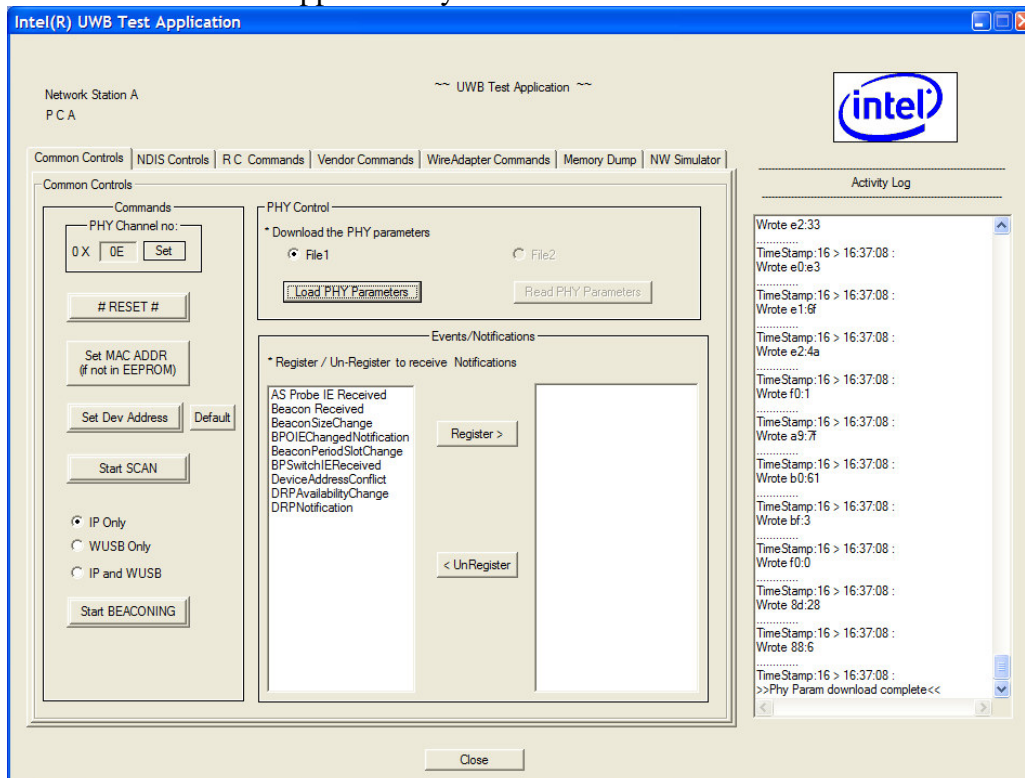 Intel(R) UWB Test Application
Network Station A
P C A
~~ UWB Test Application ~~
intel
Common Controls
NDIS Controls
R C Commands
Vendor Commands
WireAdapter Commands
Memory Dump
NW Simulator
Common Controls
Commands
PHY Channel no:
0 X 0E Set
# RESET #
Set MAC ADDR
(if not in EEPROM)
Set Dev Address
Default
Start SCAN
IP Only
WUSB Only
IP and WUSB
Start BEACONING
PHY Control
* Download the PHY parameters
File1
File2
Load PHY Parameters
Read PHY Parameters
Events/Notifications
* Register / Un-Register to receive Notifications
AS Probe IE Received
Beacon Received
BeaconSizeChange
BPOIEChangedNotification
BeaconPeriodSlotChange
BPSwitchIEReceived
DeviceAddressConflict
DRPAvailabilityChange
DRPNotification
Register >
< UnRegister
Activity Log
Wrote e2:33
.............
TimeStamp:16 > 16:37:08 :
Wrote e0:e3
.............
TimeStamp:16 > 16:37:08 :
Wrote e1:6f
.............
TimeStamp:16 > 16:37:08 :
Wrote e2:4a
.............
TimeStamp:16 > 16:37:08 :
Wrote f0:1
.............
TimeStamp:16 > 16:37:08 :
Wrote a9:7f
.............
TimeStamp:16 > 16:37:08 :
Wrote b0:61
.............
TimeStamp:16 > 16:37:08 :
Wrote bf:3
.............
TimeStamp:16 > 16:37:08 :
Wrote f0:0
.............
TimeStamp:16 > 16:37:08 :
Wrote 8d:28
.............
TimeStamp:16 > 16:37:08 :
Wrote 88:6
.............
TimeStamp:16 > 16:37:08 :
>>Phy Param download complete<<
Close